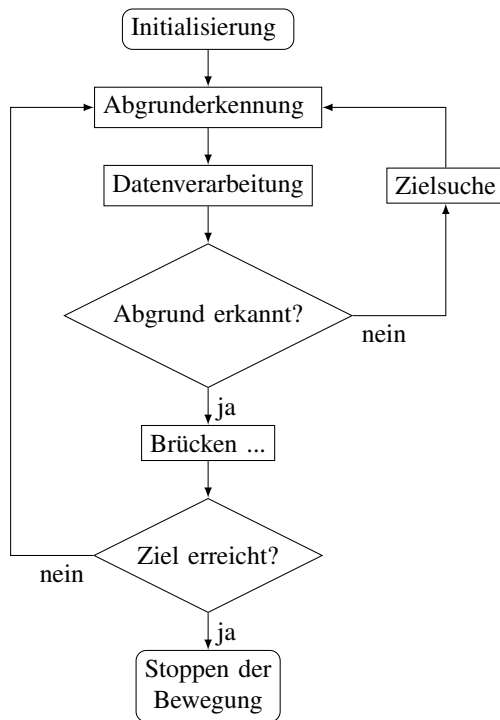 Initialisierung
Abgrunderkennung
Datenverarbeitung
Zielsuche
Abgrund erkannt?
nein
ja
Brücken ...
Ziel erreicht?
nein
ja
Stoppen der
Bewegung